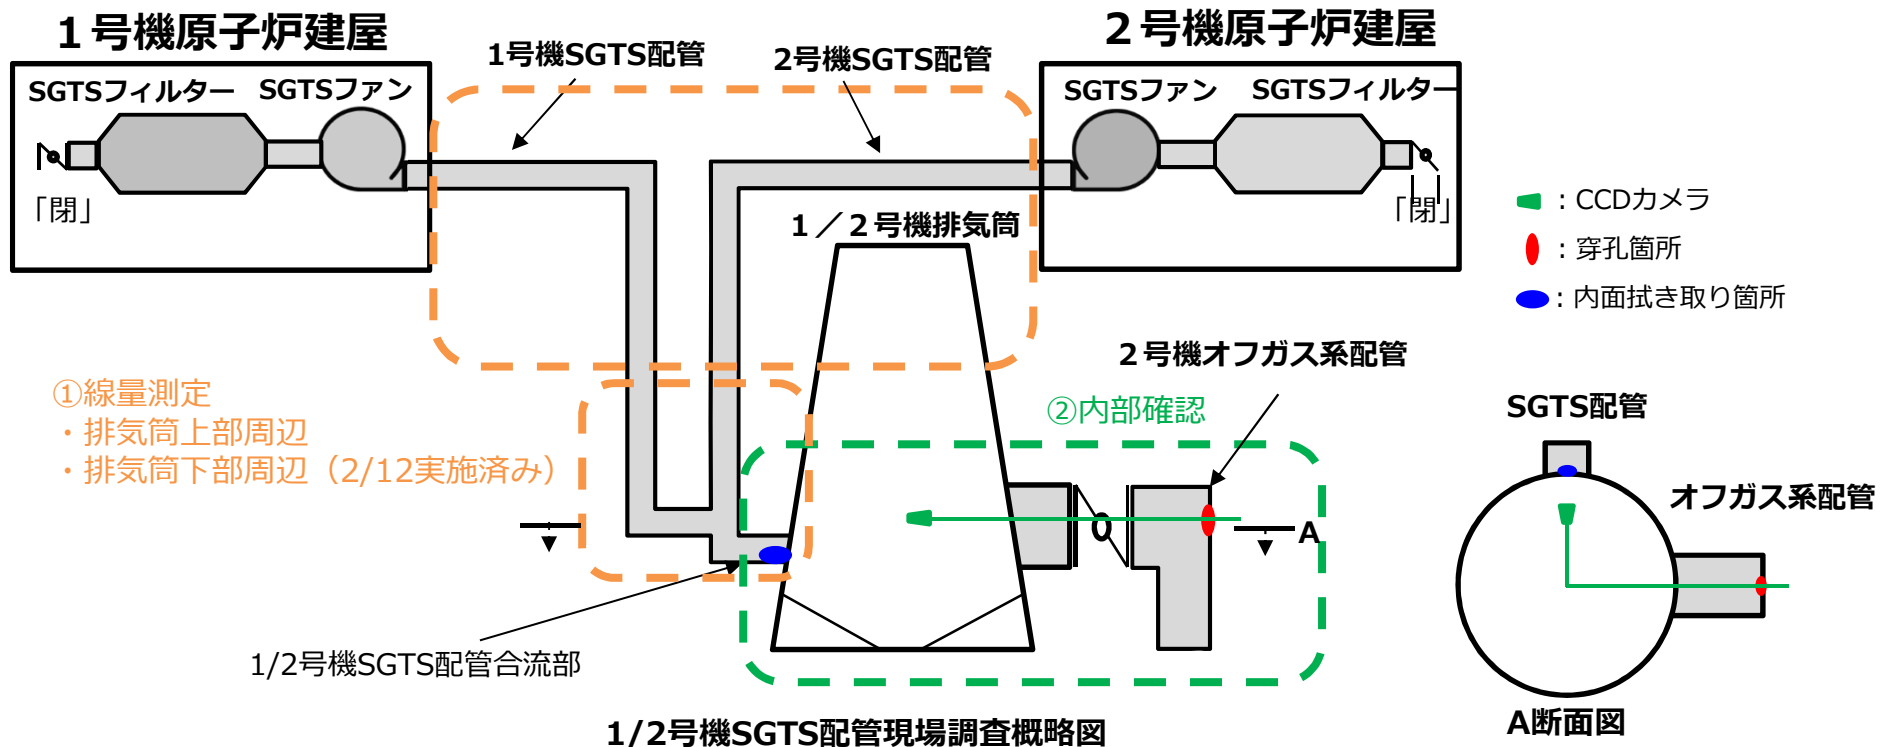 1号機原子炉建屋
2号機原子炉建屋
1号機SGTS配管
2号機SGTS配管
SGTSフィルター
SGTSファン
SGTSファン
SGTSフィルター
「閉」
「閉」
1/2号機排気筒
:CCDカメラ
:穿孔箇所
:内面拭き取り箇所
2号機オフガス系配管
①線量測定
・排気筒上部周辺
・排気筒下部周辺(2/12実施済み)
②内部確認
SGTS配管
オフガス系配管
A
1/2号機SGTS配管合流部
A断面図
1/2号機SGTS配管現場調査概略図